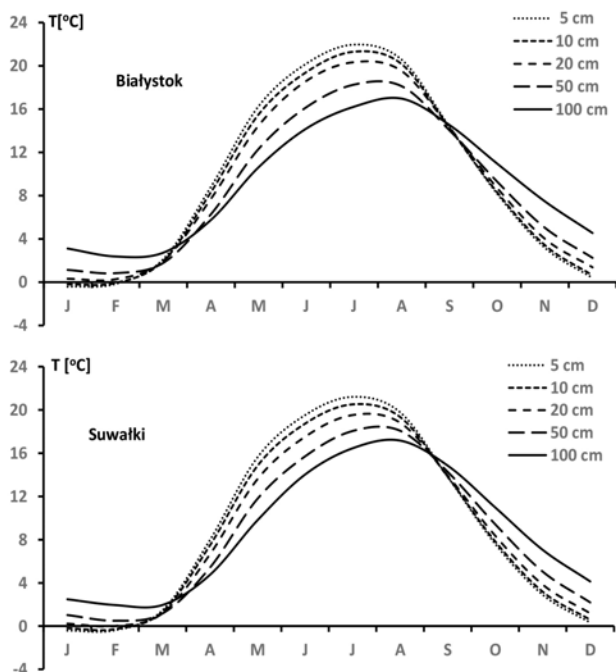 T[°C]
24
20
16
12
8
4
0
-4
Białystok
5 cm
10 cm
20 cm
50 cm
100 cm
J F M A M J J A S O N D
T [°C]
24
20
16
12
8
4
0
-4
Suwałki
5 cm
10 cm
20 cm
50 cm
100 cm
J F M A M J J A S O N D